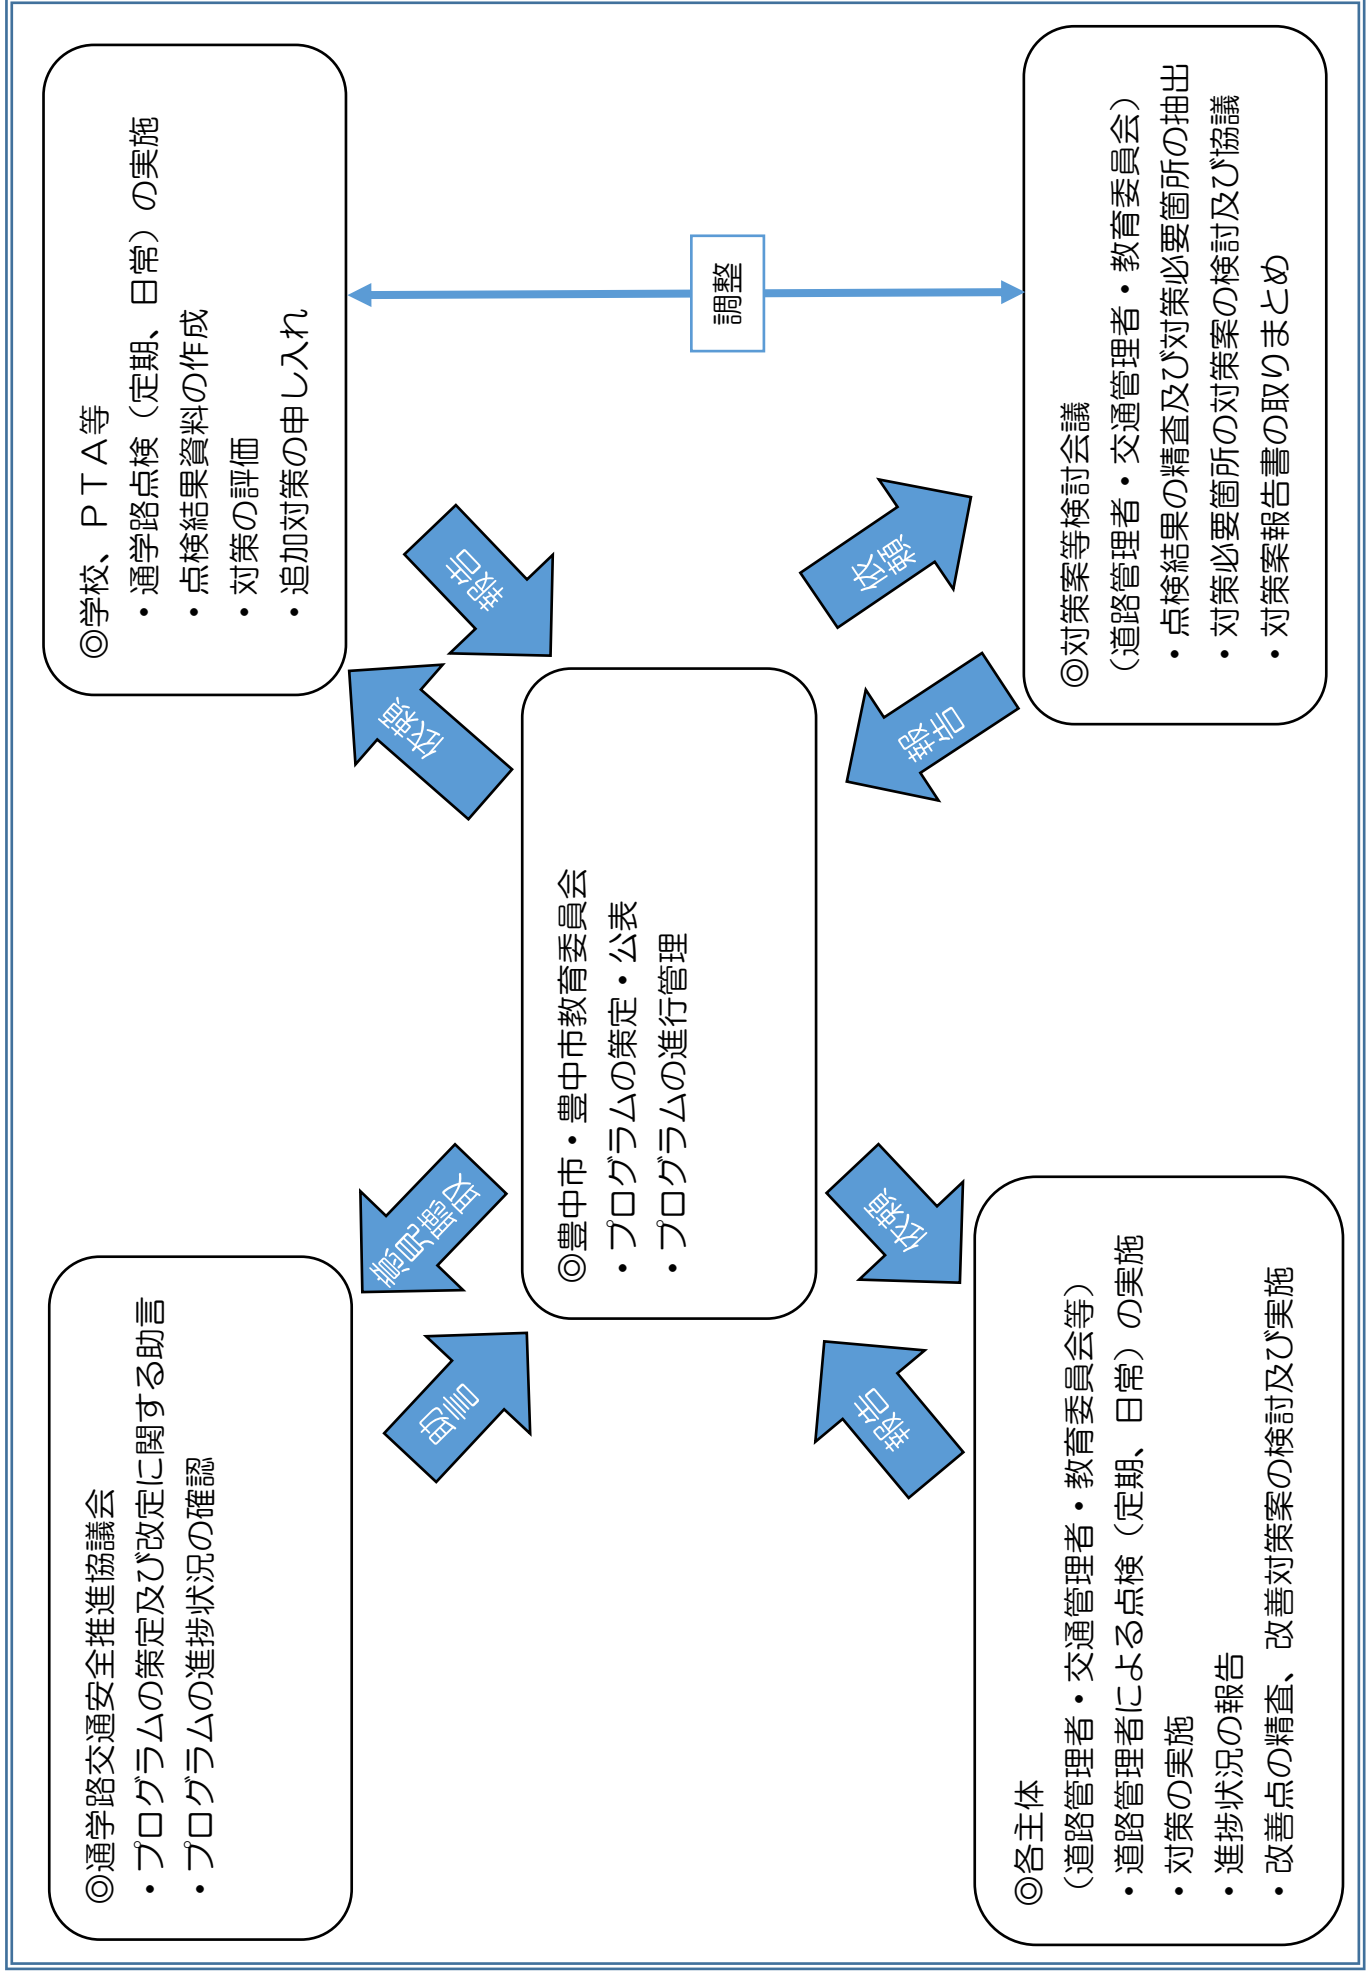 ◎通学路交通安全推進協議会
・プログラムの策定及び改定に関する助言
・プログラムの進捗状況の確認
◎学校、ＰＴＡ等
・通学路点検（定期、日常）の実施
・点検結果資料の作成
・対策の評価
・追加対策の申し入れ
助言
意見聴取
依頼
報告
◎豊中市・豊中市教育委員会
・プログラムの策定・公表
・プログラムの進行管理
調整
報告
依頼
報告
依頼
◎各主体
（道路管理者・交通管理者・教育委員会等）
・道路管理者による点検（定期、日常）の実施
・対策の実施
・進捗状況の報告
・改善点の精査、改善対策案の検討及び実施
◎対策案等検討会議
（道路管理者・交通管理者・教育委員会）
・点検結果の精査及び対策必要箇所の抽出
・対策必要箇所の対策案の検討及び協議
・対策案報告書の取りまとめ